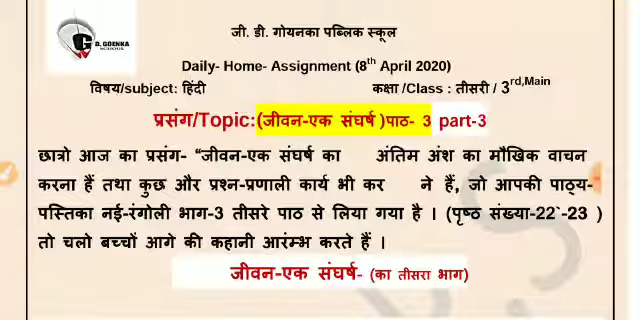 G D. GOENKA
SCHOOLS
जी. डी. गोयनका पब्लिक स्कूल
Daily- Home- Assignment (8th April 2020)
विषय/subject: हिंदी कक्षा /Class : तीसरी / 3rd,Main
प्रसंग/Topic:(जीवन-एक संघर्ष )पाठ- 3 part-3
छात्रो आज का प्रसंग- “जीवन-एक संघर्ष का अंतिम अंश का मौखिक वाचन
करना हैं तथा कुछ और प्रश्न-प्रणाली कार्य भी कर ने हैं, जो आपकी पाठ्य-
पस्तिका नई-रंगोली भाग-3 तीसरे पाठ से लिया गया है । (पृष्ठ संख्या-22`-23 )
तो चलो बच्चों आगे की कहानी आरंम्भ करते हैं ।
जीवन-एक संघर्ष- (का तीसरा भाग)